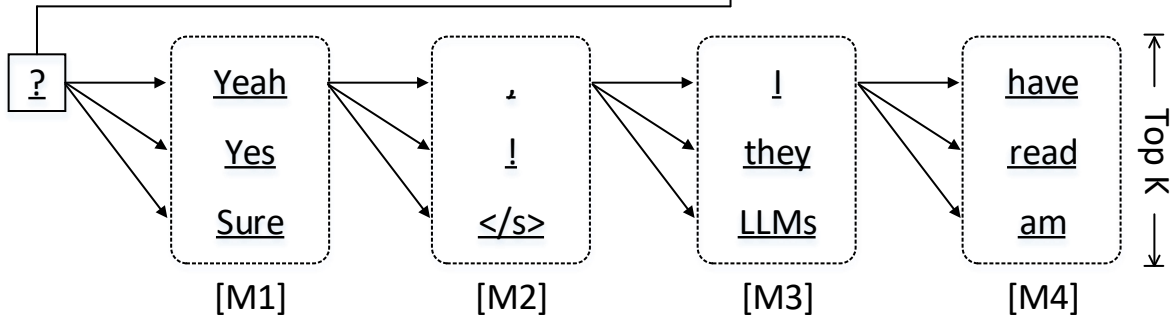 ?
Yeah
Yes
Sure
[M1]
,
!
</s>
[M2]
I
they
LLMs
[M3]
have
read
am
[M4]
Top K